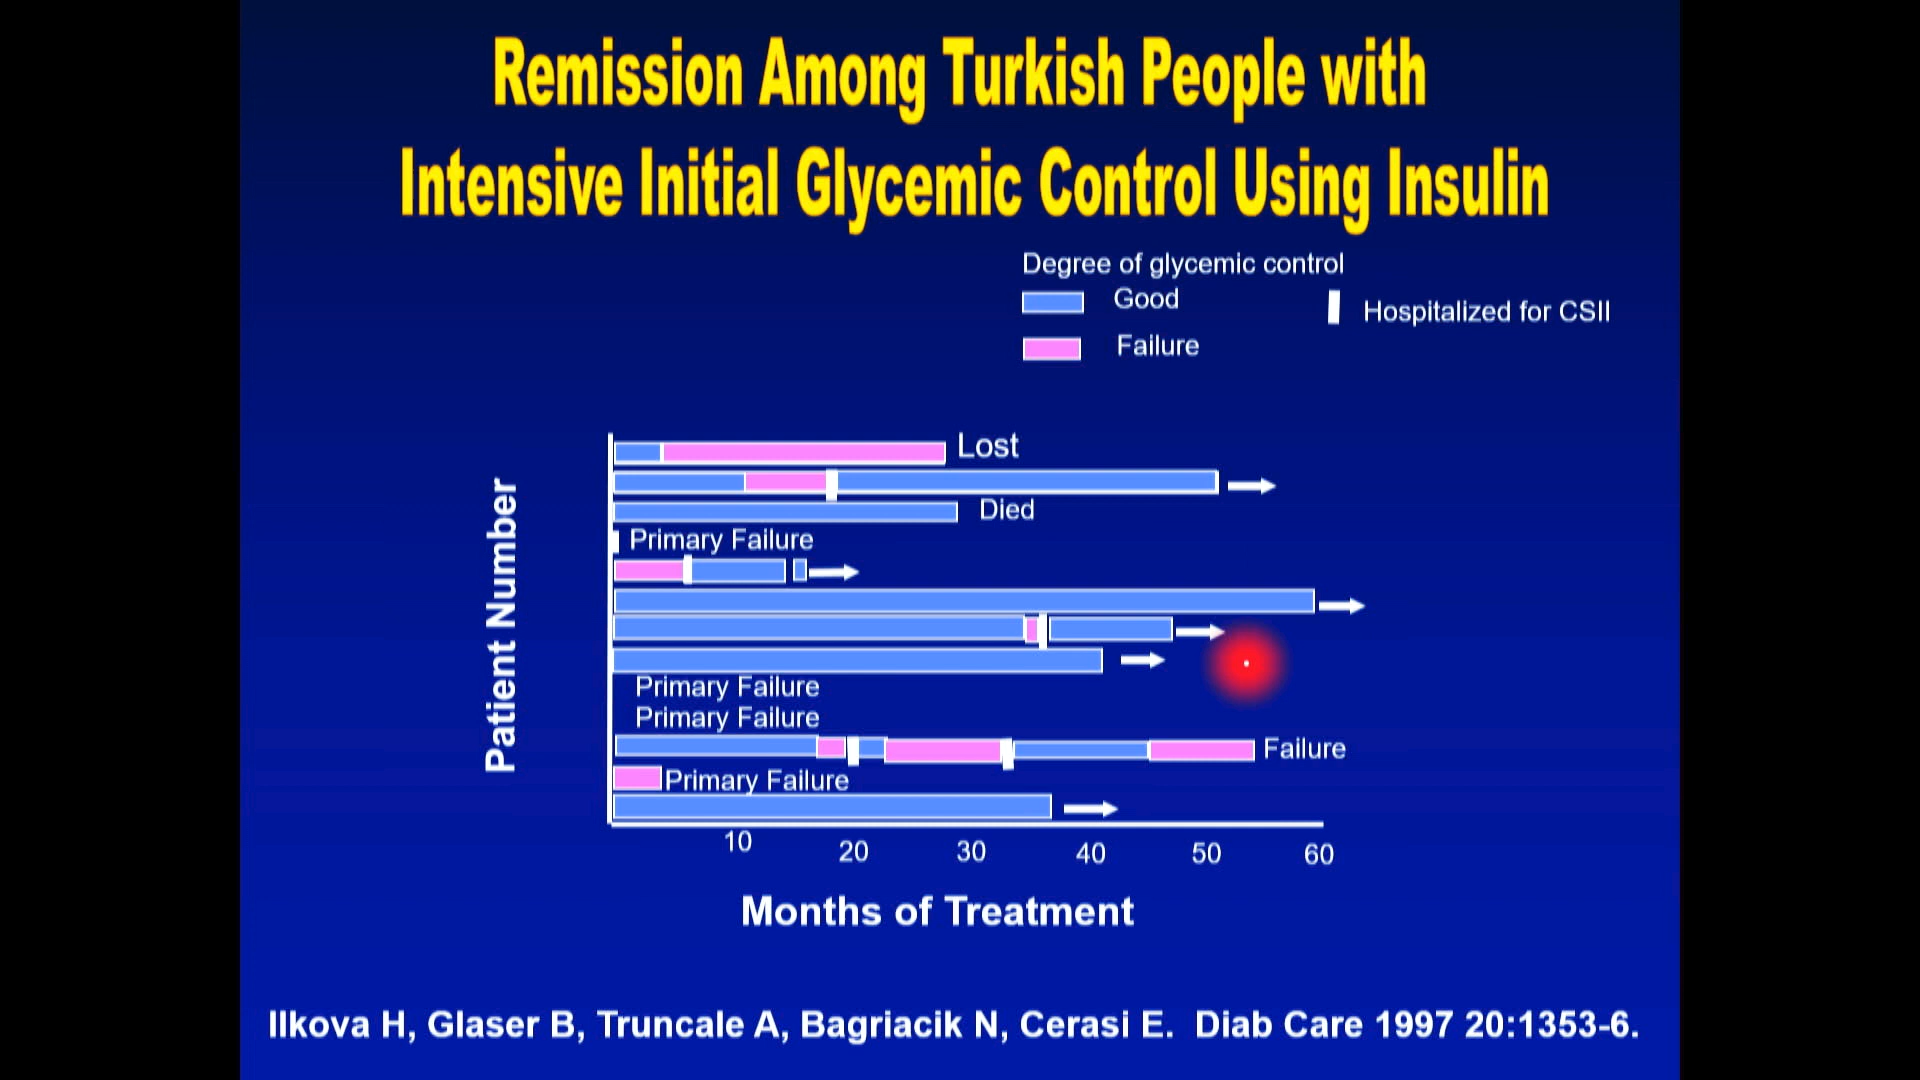 Remission Among Turkish People with
Intensive Initial Glycemic Control Using Insulin
Degree of glycemic control
Good
Hospitalized for CSII
Failure
Lost
Died
Primary Failure
Primary Failure
Primary Failure
Failure
Primary Failure
Patient Number
10 20 30 40 50 60
Months of Treatment
Ilkova H, Glaser B, Truncale A, Bagriacik N, Cerasi E. Diab Care 1997 20:1353-6.